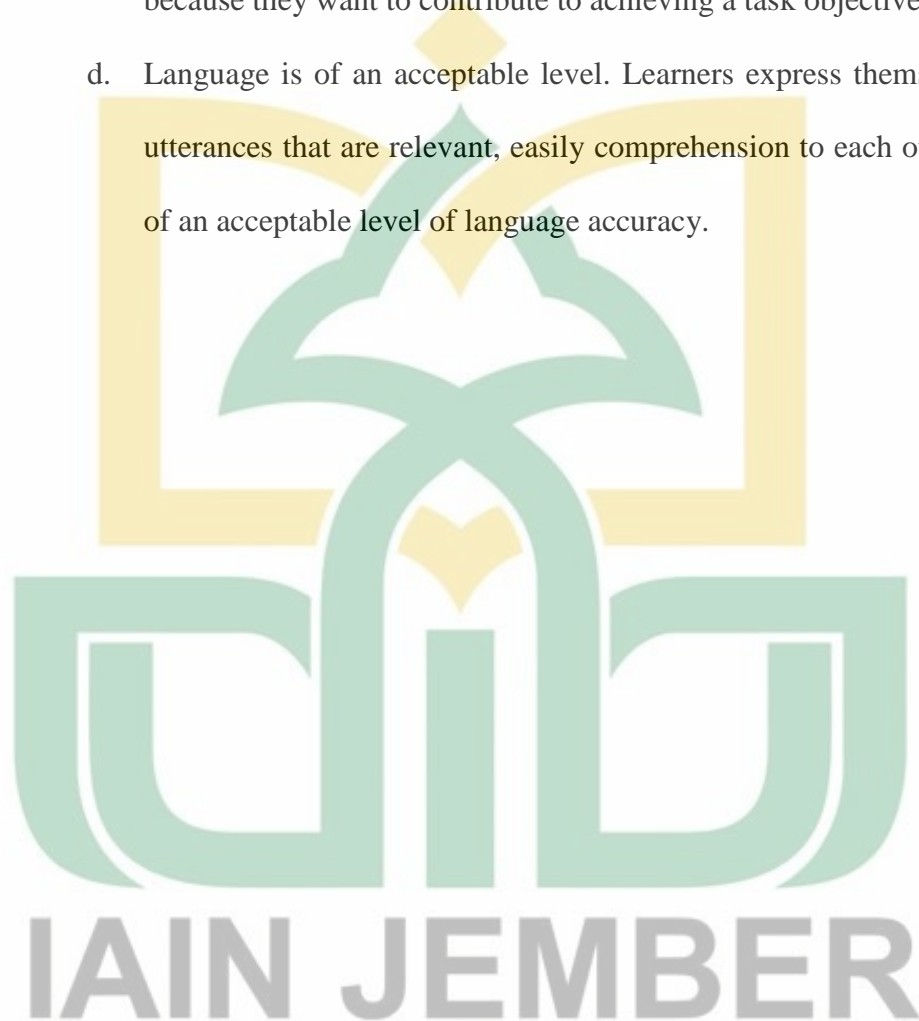 because they want to contribute to achieving a task objective
d. Language is of an acceptable level. Learners express
utterances that are relevant, easily comprehension to each
of an acceptable level of language accuracy.
IAIN JEMBER